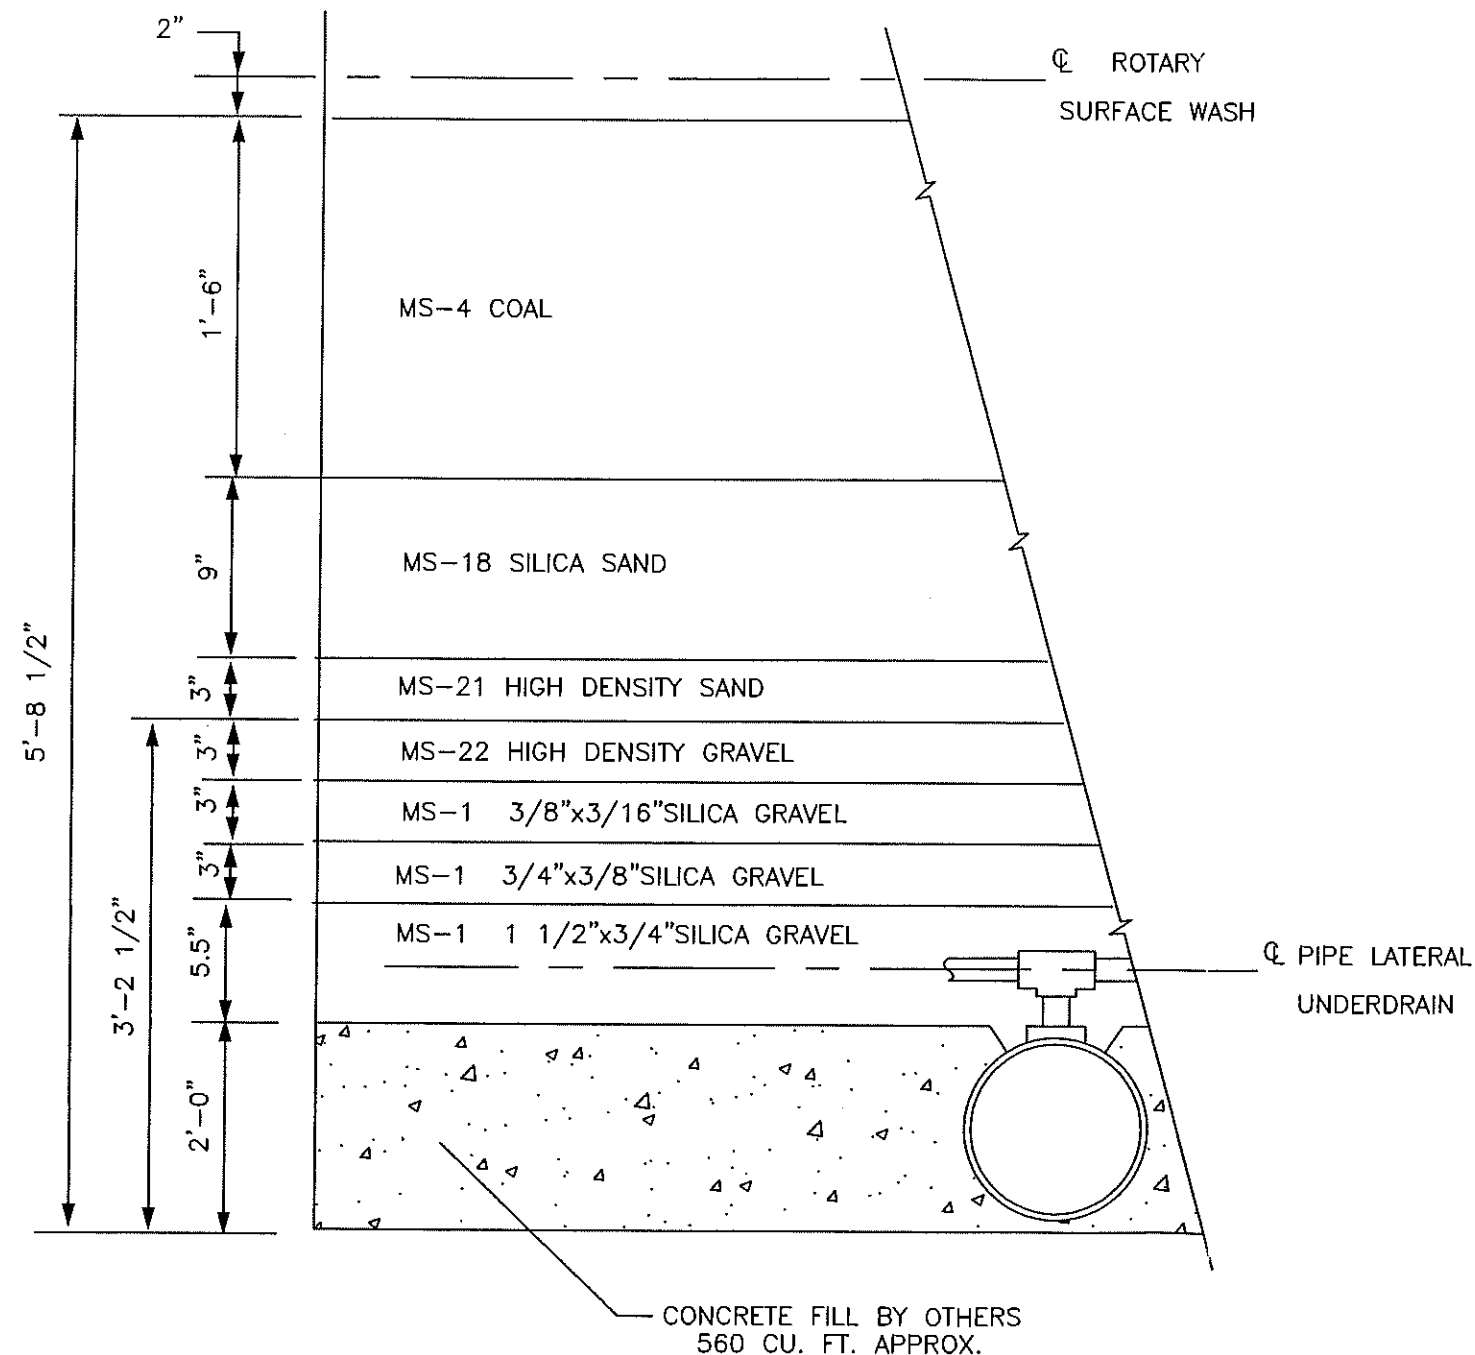 2"
℄ ROTARY
SURFACE WASH
1'-6"
MS-4 COAL
9"
MS-18 SILICA SAND
5'-8 1/2"
3"
MS-21 HIGH DENSITY SAND
3"
MS-22 HIGH DENSITY GRAVEL
3"
MS-1 3/8"x3/16"SILICA GRAVEL
3"
MS-1 3/4"x3/8"SILICA GRAVEL
3'-2 1/2"
5.5"
MS-1 1 1/2"x3/4"SILICA GRAVEL
℄ PIPE LATERAL
UNDERDRAIN
2'-0"
CONCRETE FILL BY OTHERS
560 CU. FT. APPROX.